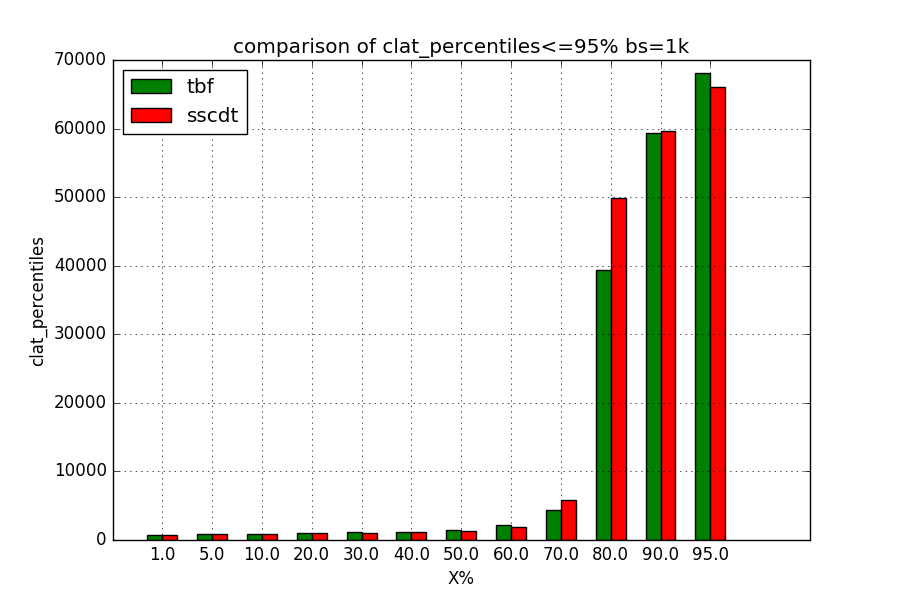 comparison of clat_percentiles<=95% bs=1k
70000
60000
50000
40000
30000
20000
10000
0
clat_percentiles
tbf
sscdt
1.0 5.0 10.0 20.0 30.0 40.0 50.0 60.0 70.0 80.0 90.0 95.0
X%